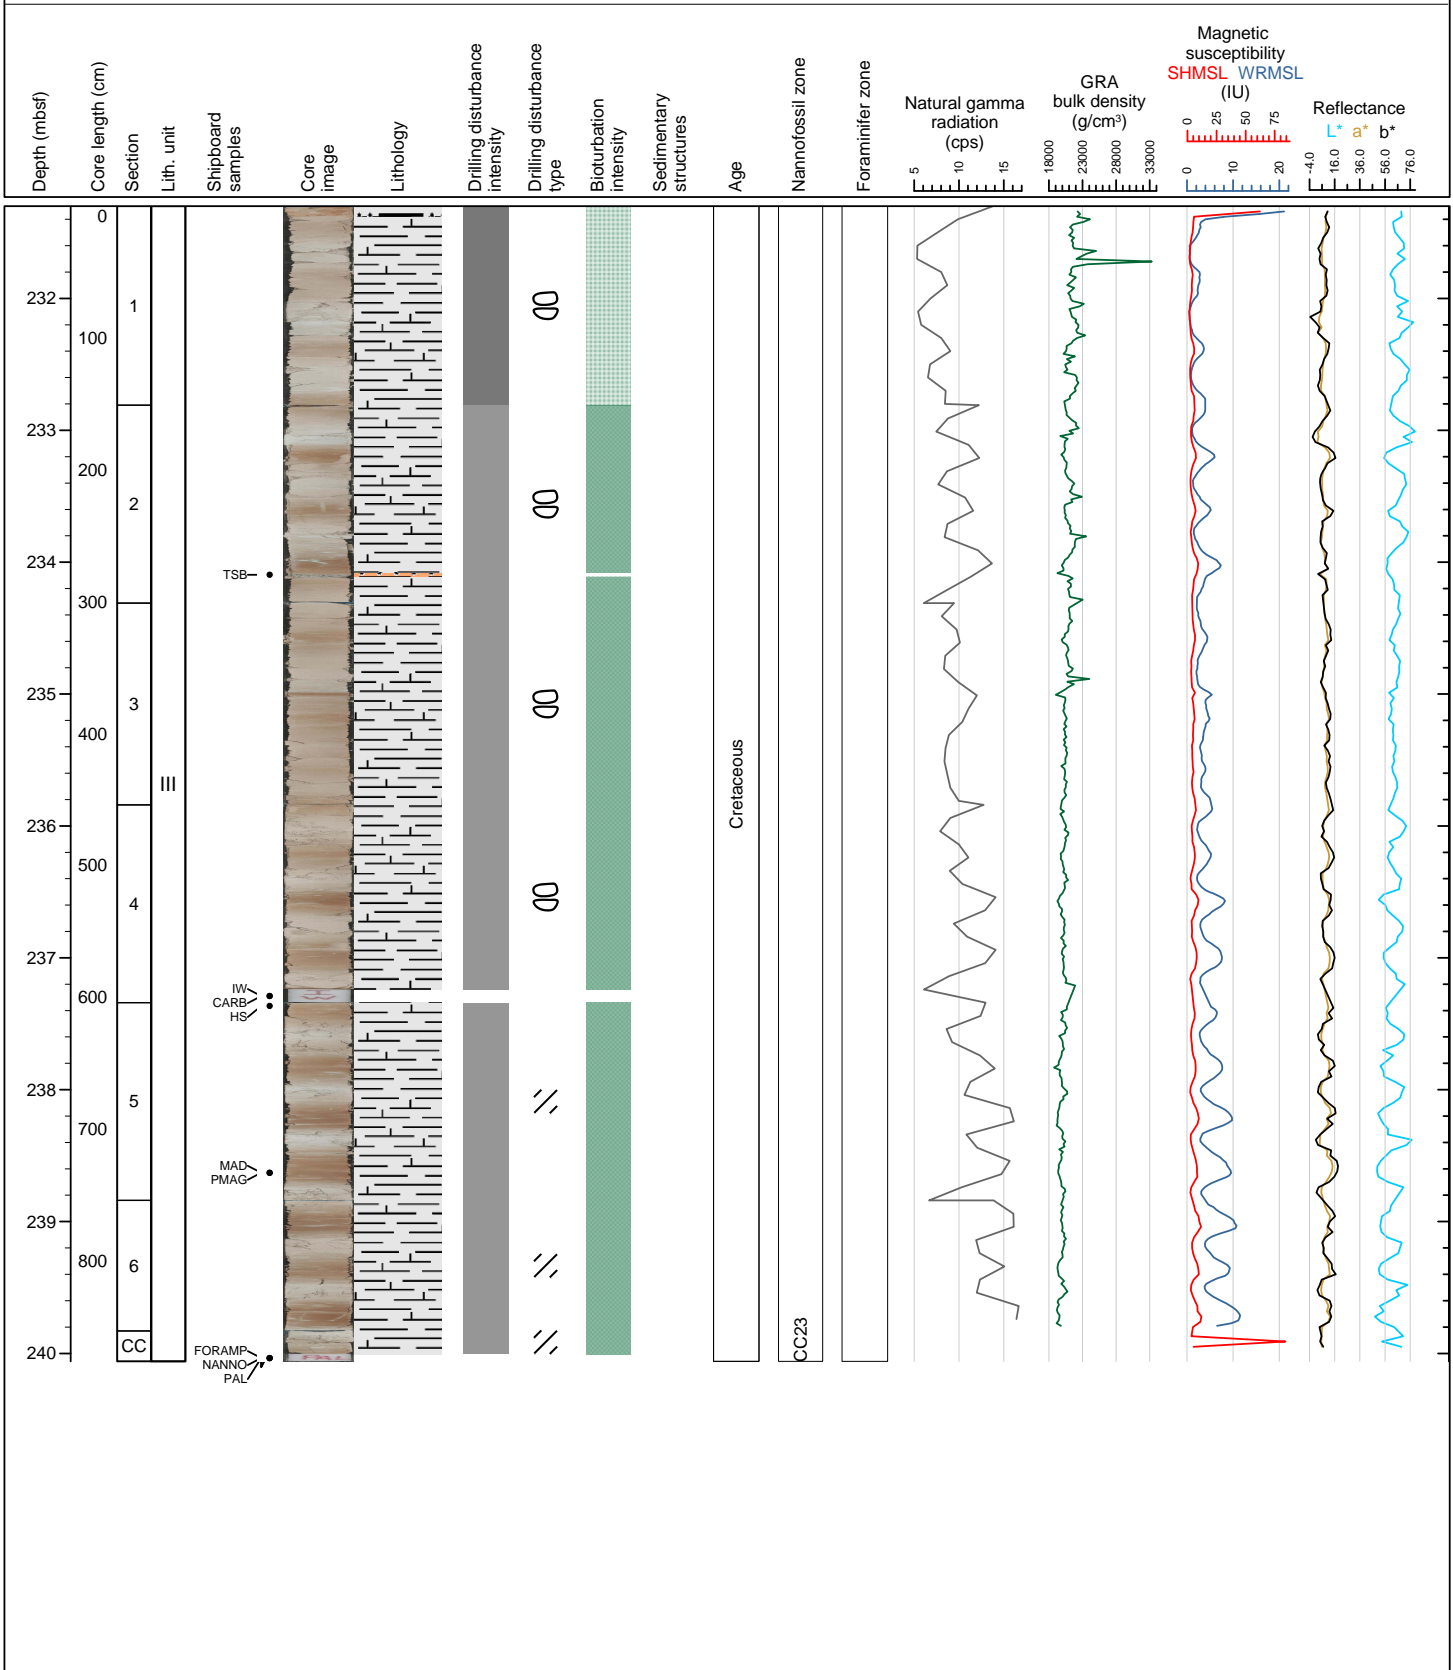 Depth (mbsf)
Core length (cm)
Section
Lith. unit
Shipboard
samples
Core
image
Lithology
Drilling disturbance
intensity
Drilling disturbance
type
Bioturbation
intensity
Sedimentary
structures
Age
Nannofossil zone
Foraminifer zone
Natural gamma
radiation
(cps)
5 10 15
GRA
bulk density
(g/cm³)
18000 23000 28000 33000
Magnetic
susceptibility
SHMSL WRMSL
(IU)
0 25 50 75
0 10 20
Reflectance
L* a* b*
-4.0 16.0 36.0 56.0 76.0
0
232
1
100
233
200
2
234
TSB
300
235
3
400
III
Cretaceous
236
500
4
237
IW
600
CARB
HS
238
5
700
MAD
PMAG
239
800
6
CC
CC23
240
FORAMP
NANNO
PAL